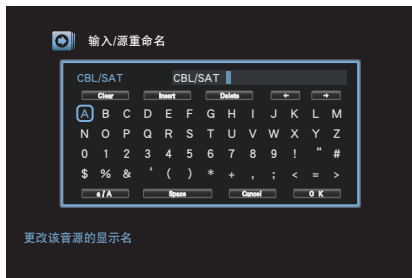 输入/源重命名
CBL/SAT CBL/SAT
Clear Insert Delete ← →
A B C D E F G H I J K L M
N O P Q R S T U V W X Y Z
0 1 2 3 4 5 6 7 8 9 ! “ #
$ % & ‘ ( ) * + , ; < = >
a / A Space Cancel O K
更改该音源的显示名